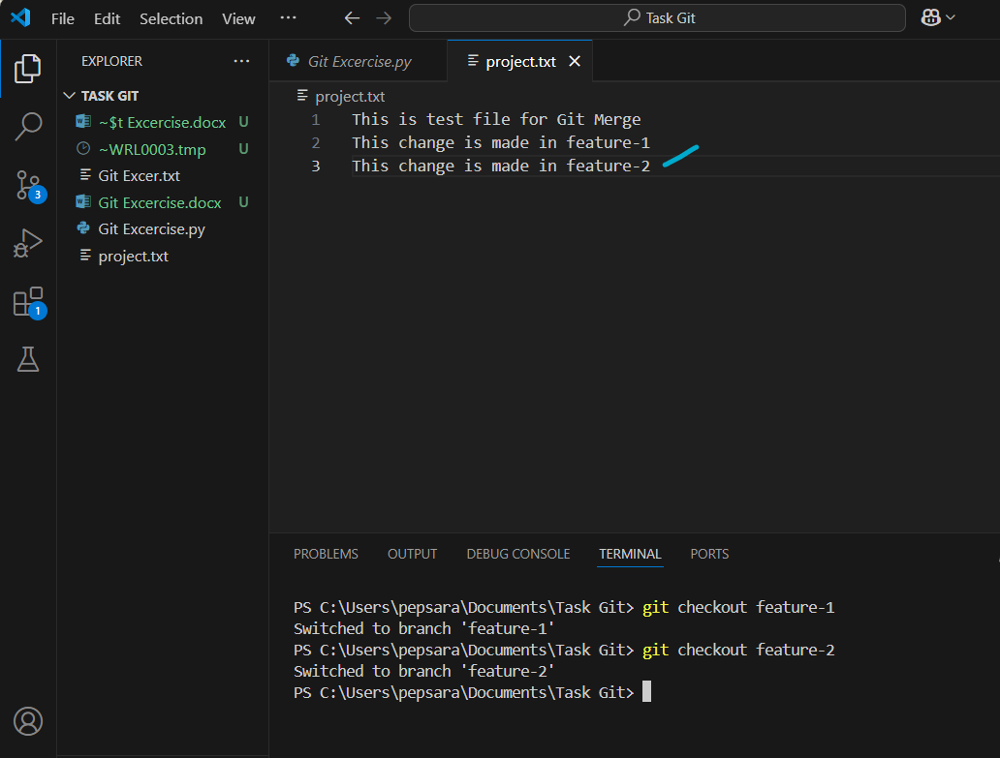 File Edit Selection View ··· Task Git
EXPLORER ···
TASK GIT
~$t Excercise.docx U
~WRL0003.tmp U
Git Excer.txt
Git Excercise.docx U
Git Excercise.py
project.txt
3
1
Git Excercise.py project.txt
project.txt
1 This is test file for Git Merge
2 This change is made in feature-1
3 This change is made in feature-2
PROBLEMS OUTPUT DEBUG CONSOLE TERMINAL PORTS
PS C:\Users\pepsara\Documents\Task Git> git checkout feature-1
Switched to branch 'feature-1'
PS C:\Users\pepsara\Documents\Task Git> git checkout feature-2
Switched to branch 'feature-2'
PS C:\Users\pepsara\Documents\Task Git>